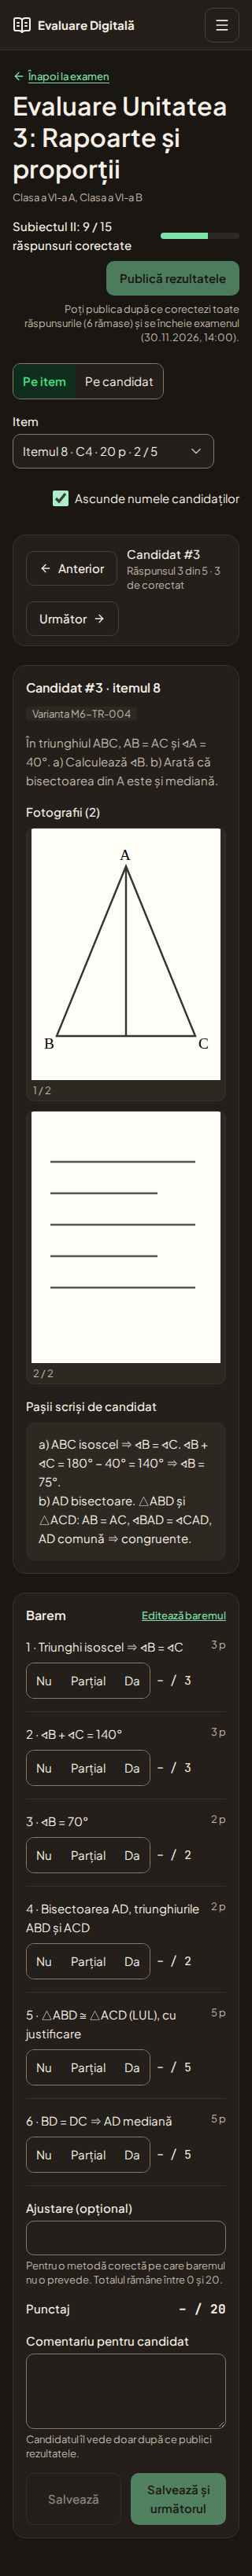 Evaluare Digitală
← Înapoi la examen
Evaluare Unitatea
3: Rapoarte și
proporții
Clasa a VI-a A, Clasa a VI-a B
Subiectul II: 9 / 15
răspunsuri corectate
Publică rezultatele
Poți publica după ce corectezi toate
răspunsurile (6 rămase) și se încheie examenul
(30.11.2026, 14:00).
Pe item
Pe candidat
Item
Itemul 8 · C4 · 20 p · 2 / 5
Ascunde numele candidaților
← Anterior
Candidat #3
Răspunsul 3 din 5 · 3
de corectat
Următor →
Candidat #3 · itemul 8
Varianta M6-TR-004
În triunghiul ABC, AB = AC și ∢A =
40°. a) Calculează ∢B. b) Arată că
bisectoarea din A este și mediană.
Fotografii (2)
A
B
C
1 / 2
2 / 2
Pașii scriși de candidat
a) ABC isoscel ⇒ ∢B = ∢C. ∢B +
∢C = 180° − 40° = 140° ⇒ ∢B =
75°.
b) AD bisectoare. △ABD și
△ACD: AB = AC, ∢BAD = ∢CAD,
AD comună ⇒ congruente.
Barem
Editează baremul
1 · Triunghi isoscel ⇒ ∢B = ∢C
3 p
Nu Parțial Da – / 3
2 · ∢B + ∢C = 140°
3 p
Nu Parțial Da – / 3
3 · ∢B = 70°
2 p
Nu Parțial Da – / 2
4 · Bisectoarea AD, triunghiurile
ABD și ACD
2 p
Nu Parțial Da – / 2
5 · △ABD ≅ △ACD (LUL), cu
justificare
5 p
Nu Parțial Da – / 5
6 · BD = DC ⇒ AD mediană
5 p
Nu Parțial Da – / 5
Ajustare (opțional)
Pentru o metodă corectă pe care baremul
nu o prevede. Totalul rămâne între 0 și 20.
Punctaj
– / 20
Comentariu pentru candidat
Candidatul îl vede doar după ce publici
rezultatele.
Salvează
Salvează și
următorul